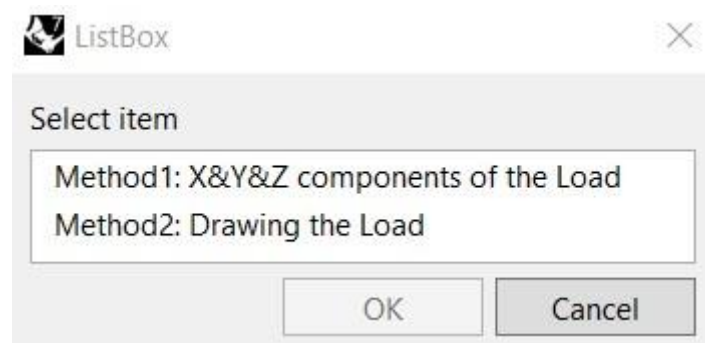 ListBox
Select item
Method1: X&Y&Z components of the Load
Method2: Drawing the Load
OK
Cancel